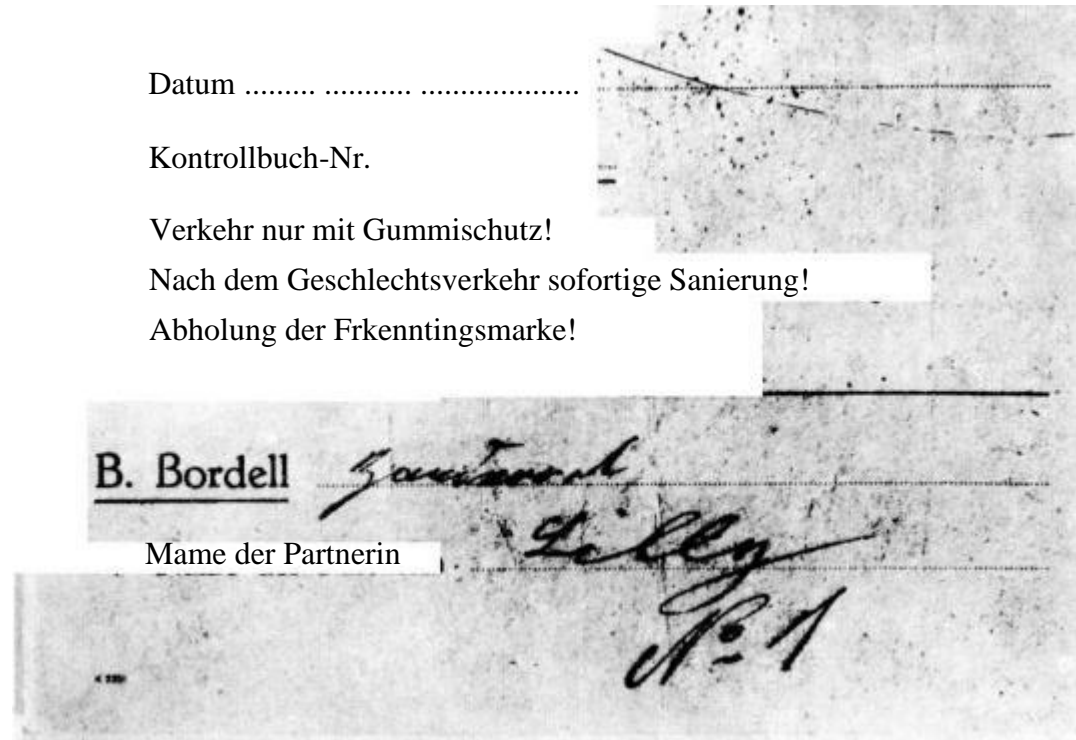 Datum ......... ........... ....................
Kontrollbuch-Nr.
Verkehr nur mit Gummischutz!
Nach dem Geschlechtsverkehr sofortige Sanierung!
Abholung der Frkenntingsmarke!
B. Bordell
Mame der Partnerin Lilly
No 1